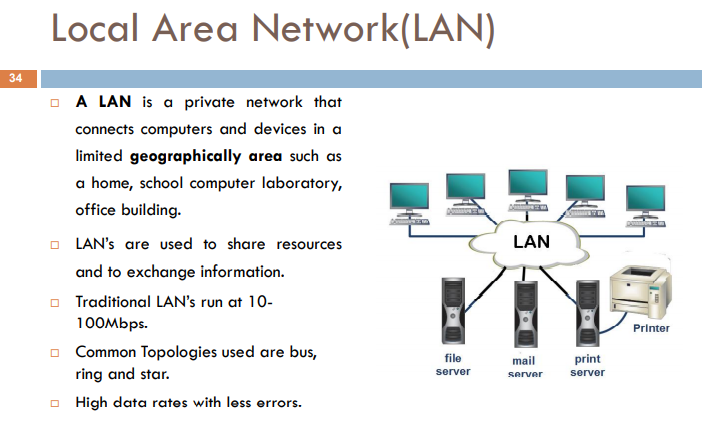 Local Area Network(LAN)
34
A LAN is a private network that
connects computers and devices in a
limited geographically area such as
a home, school computer laboratory,
office building.
LAN's are used to share resources
and to exchange information.
Traditional LAN's run at 10-
100Mbps.
Common Topologies used are bus,
ring and star.
High data rates with less errors.
LAN
Printer
file
server
mail
server
print
server